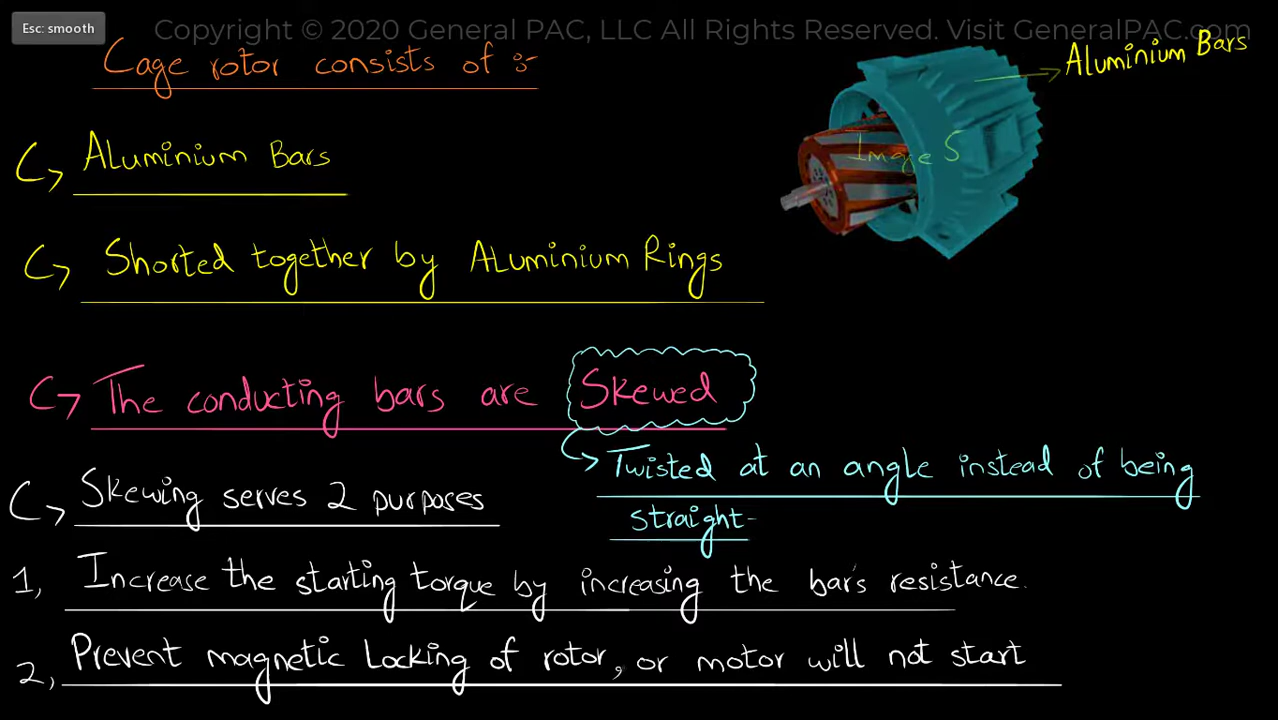 Esc: smooth
Copyright © 2020 General PAC, LLC All Rights Reserved. Visit GeneralPAC.com
Cage rotor consists of :-
Aluminium Bars
Aluminium Bars
Image 5
Shorted together by Aluminium Rings
The conducting bars are Skewed
Twisted at an angle instead of being
straight
Skewing serves 2 purposes
1, Increase the starting torque by increasing the bar's resistance.
2, Prevent magnetic Locking of rotor, or motor will not start